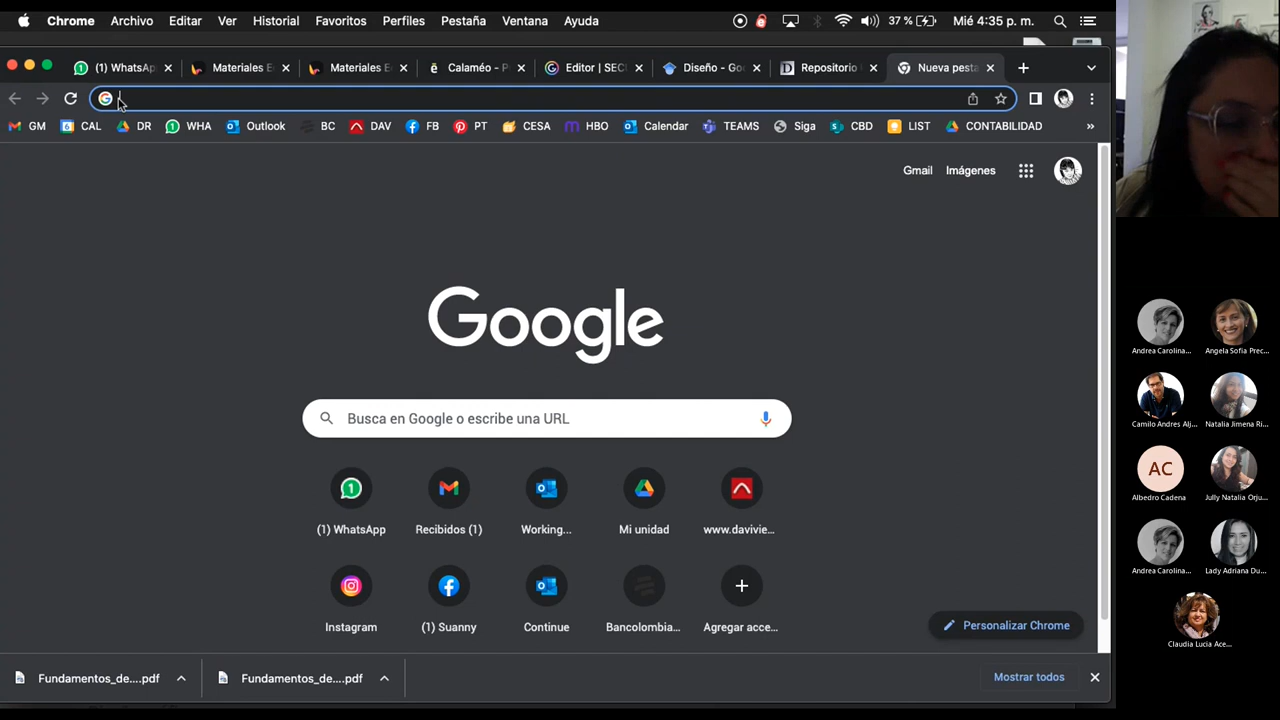 Chrome Archivo Editar Ver Historial Favoritos Perfiles Pestaña Ventana Ayuda 37 % Mié 4:35 p. m.
(1) WhatsAp Materiales E Materiales E Calaméo - P Editor | SEC Diseño - Goo Repositorio Nueva pesta
GM CAL DR WHA Outlook BC DAV FB PT CESA HBO Calendar TEAMS Siga CBD LIST CONTABILIDAD »
Gmail Imágenes
Google
Busca en Google o escribe una URL
(1) WhatsApp Recibidos (1) Working... Mi unidad www.davivie...
Instagram (1) Suanny Continue Bancolombia... Agregar acce...
Personalizar Chrome
Fundamentos_de....pdf Fundamentos_de....pdf Mostrar todos
Andrea Carolina... Angela Sofia Prec...
Camilo Andres Alj... Natalia Jimena Ri...
AC
Albedro Cadena Jully Natalia Orju...
Andrea Carolina... Lady Adriana Du...
Claudia Lucia Ace...